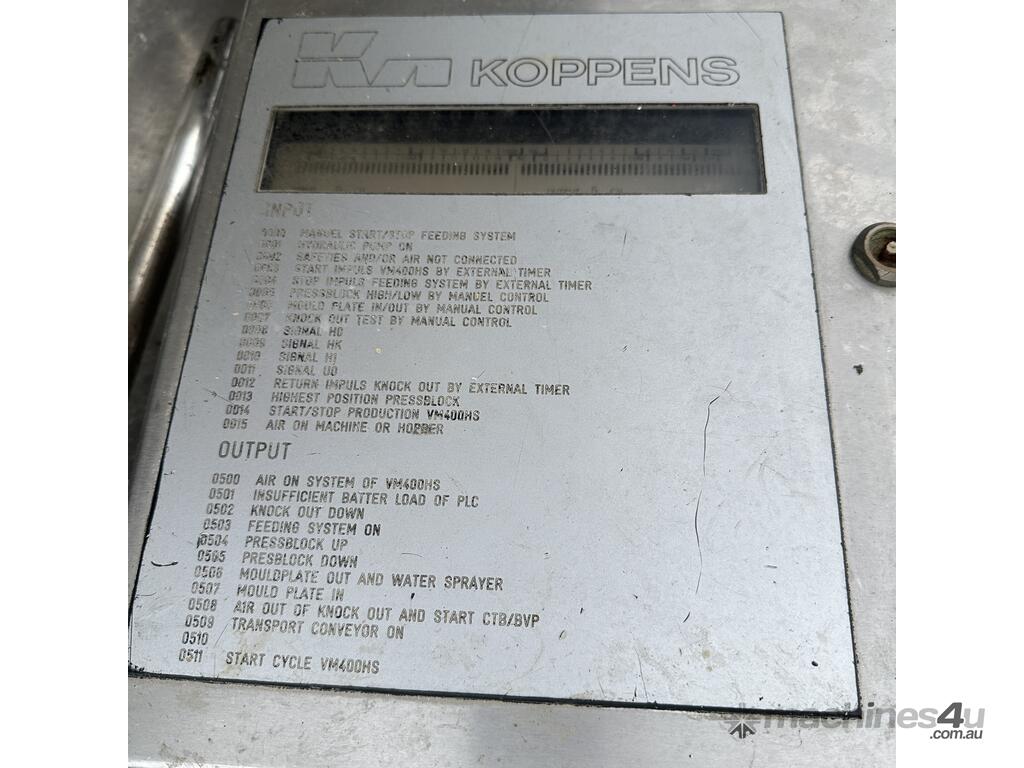 KOPPENS
INPUT
0000 MANUEL START/STOP FEEDING SYSTEM
0001 HYDRAULIC PUMP ON
0002 SAFETIES AND/OR AIR NOT CONNECTED
0003 START IMPULS VM400HS BY EXTERNAL TIMER
0004 STOP IMPULS FEEDING SYSTEM BY EXTERNAL TIMER
0005 PRESSBLOCK HIGH/LOW BY MANUEL CONTROL
0006 MOULD PLATE IN/OUT BY MANUAL CONTROL
0007 KNOCK OUT TEST BY MANUAL CONTROL
0008 SIGNAL HO
0009 SIGNAL HK
0010 SIGNAL HI
0011 SIGNAL UO
0012 RETURN IMPULS KNOCK OUT BY EXTERNAL TIMER
0013 HIGHEST POSITION PRESSBLOCK
0014 START/STOP PRODUCTION VM400HS
0015 AIR ON MACHINE OR HOPPER
OUTPUT
0500 AIR ON SYSTEM OF VM400HS
0501 INSUFFICIENT BATTER LOAD OF PLC
0502 KNOCK OUT DOWN
0503 FEEDING SYSTEM ON
0504 PRESSBLOCK UP
0505 PRESBLOCK DOWN
0506 MOULDPLATE OUT AND WATER SPRAYER
0507 MOULD PLATE IN
0508 AIR OUT OF KNOCK OUT AND START CTB/BVP
0509 TRANSPORT CONVEYOR ON
0510
0511 START CYCLE VM400HS
machines4u
.com.au